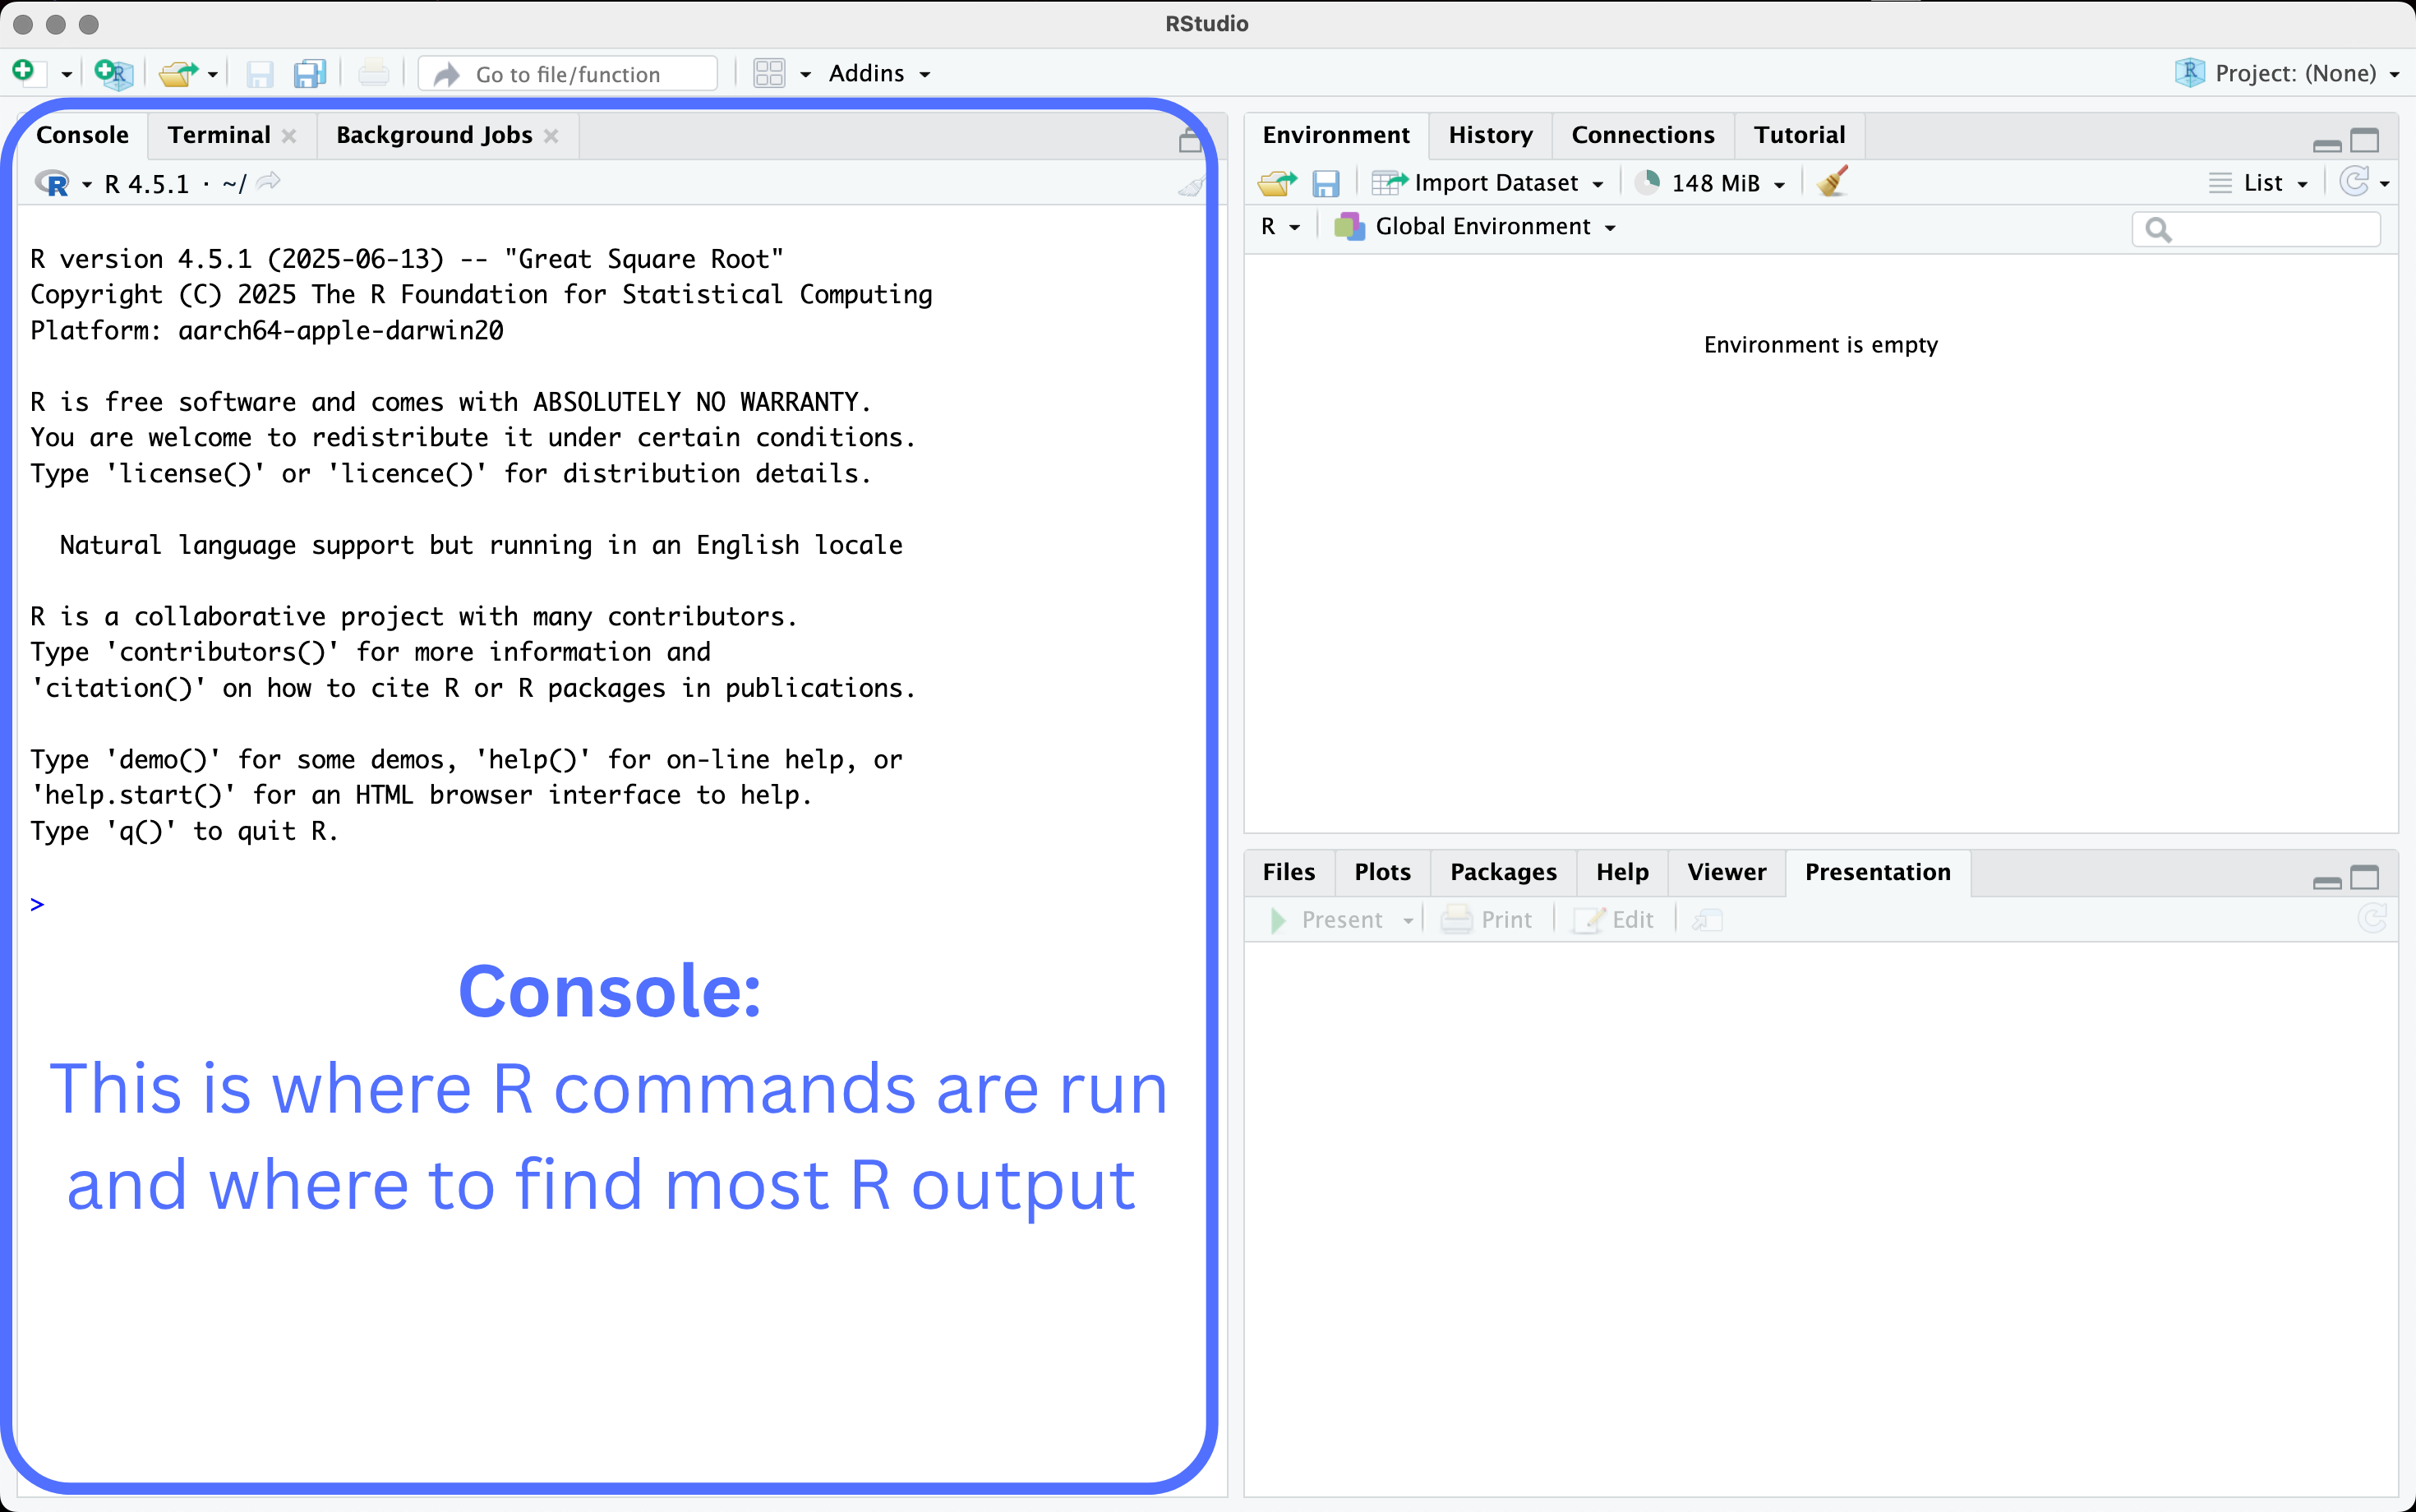 RStudio
Go to file/function
Addins
Project: (None)
Console Terminal Background Jobs
R 4.5.1 · ~/
R version 4.5.1 (2025-06-13) -- "Great Square Root"
Copyright (C) 2025 The R Foundation for Statistical Computing
Platform: aarch64-apple-darwin20
R is free software and comes with ABSOLUTELY NO WARRANTY.
You are welcome to redistribute it under certain conditions.
Type 'license()' or 'licence()' for distribution details.
Natural language support but running in an English locale
R is a collaborative project with many contributors.
Type 'contributors()' for more information and
'citation()' on how to cite R or R packages in publications.
Type 'demo()' for some demos, 'help()' for on-line help, or
'help.start()' for an HTML browser interface to help.
Type 'q()' to quit R.
>
Console:
This is where R commands are run
and where to find most R output
Environment History Connections Tutorial
Import Dataset 148 MiB List
R Global Environment
Environment is empty
Files Plots Packages Help Viewer Presentation
Present Print Edit